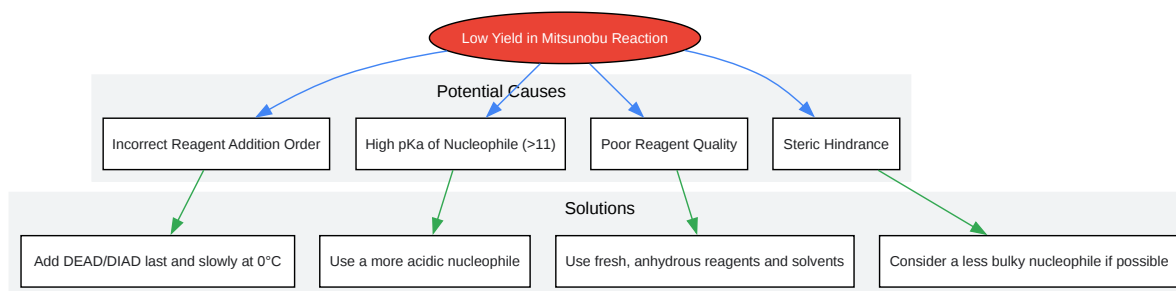 Low Yield in Mitsunobu Reaction
Potential Causes
Incorrect Reagent Addition Order
High pKa of Nucleophile (>11)
Poor Reagent Quality
Steric Hindrance
Solutions
Add DEAD/DIAD last and slowly at 0°C
Use a more acidic nucleophile
Use fresh, anhydrous reagents and solvents
Consider a less bulky nucleophile if possible